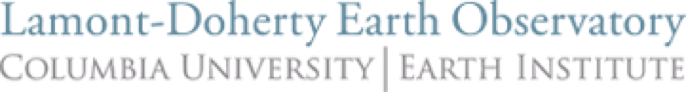 Lamont-Doherty Earth Observatory
COLUMBIA UNIVERSITY | EARTH INSTITUTE